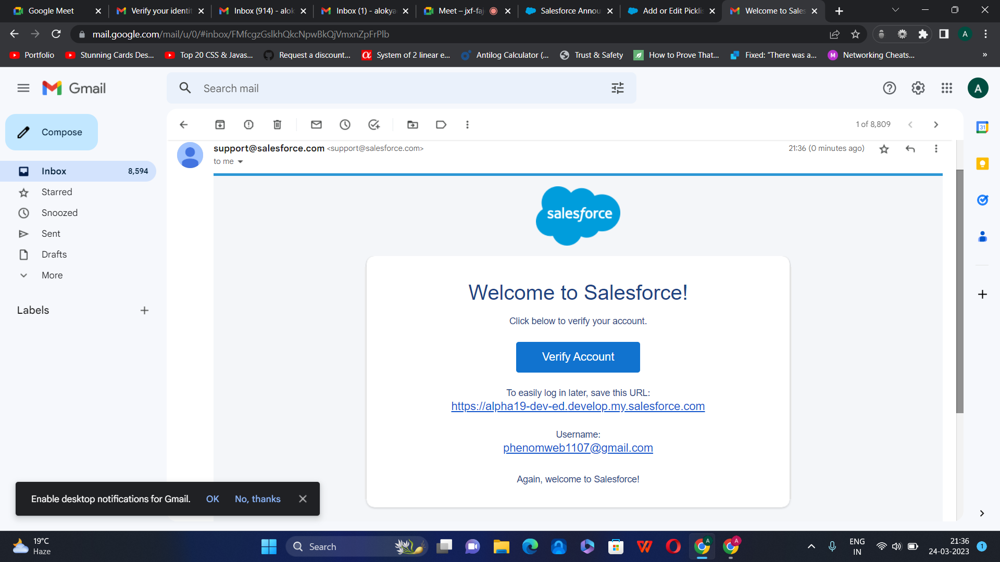 Google Meet
Verify your identit
Inbox (914) - alok
Inbox (1) - alokya
Meet – jxf-faj
Salesforce Annou
Add or Edit Picklis
Welcome to Sales
mail.google.com/mail/u/0/#inbox/FMfcgzGslkhQkcNpwBkQjVmxnZpFrPlb
A
Portfolio
Stunning Cards Des...
Top 20 CSS & Javas...
Request a discount...
System of 2 linear e...
Antilog Calculator (...
Trust & Safety
How to Prove That...
Fixed: “There was a...
M
Networking Cheats...
»
Gmail
Search mail
A
Compose
1 of 8,809
31
support@salesforce.com <support@salesforce.com>
21:36 (0 minutes ago)
to me
Inbox
8,594
Starred
Snoozed
Sent
Drafts
More
Labels
salesforce
Welcome to Salesforce!
Click below to verify your account.
Verify Account
To easily log in later, save this URL:
https://alpha19-dev-ed.develop.my.salesforce.com
Username:
phenomweb1107@gmail.com
Again, welcome to Salesforce!
Enable desktop notifications for Gmail.
OK
No, thanks
19°C
Haze
Search
A
A
ENG
IN
21:36
24-03-2023
1